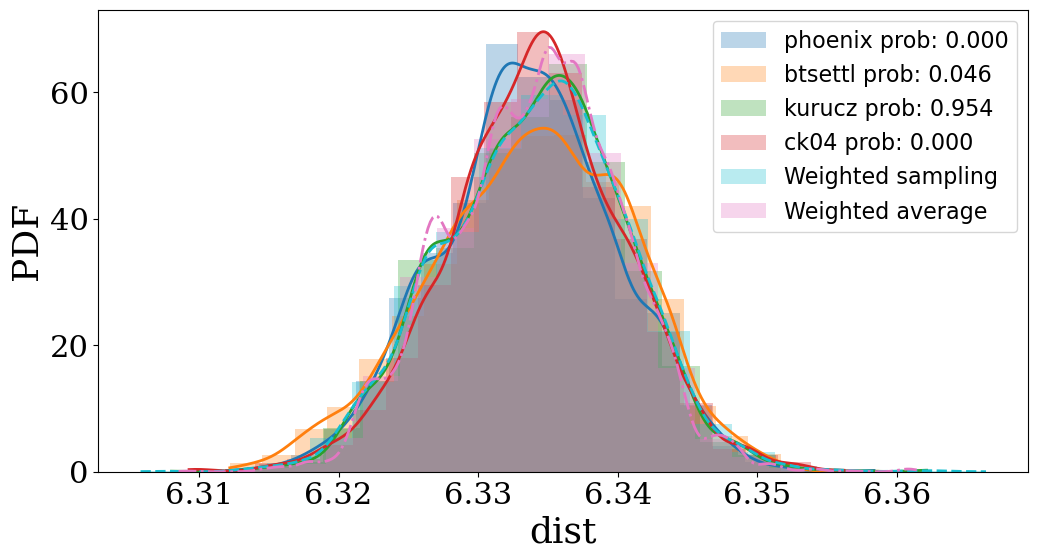 phoenix prob: 0.000
btsettl prob: 0.046
kurucz prob: 0.954
ck04 prob: 0.000
Weighted sampling
Weighted average
PDF
60
40
20
0
6.31 6.32 6.33 6.34 6.35 6.36
dist